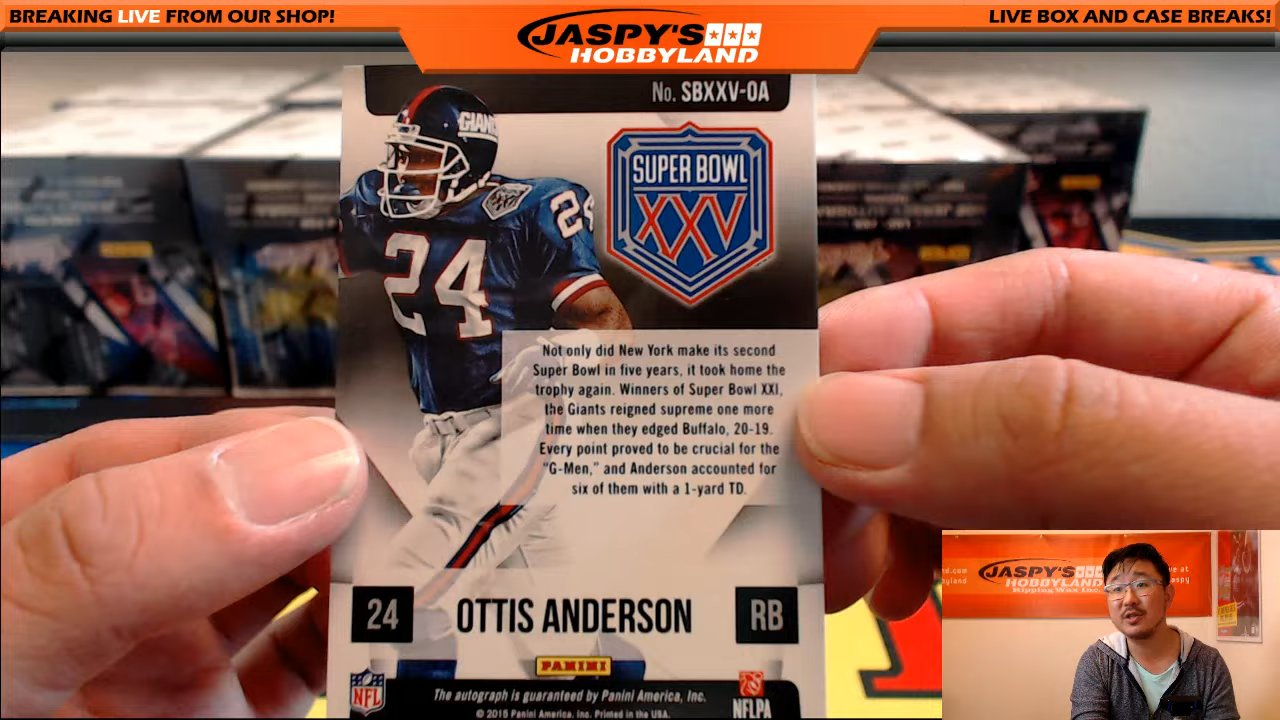 BREAKING LIVE FROM OUR SHOP!
JASPY'S
HOBBYLAND
LIVE BOX AND CASE BREAKS!
No. SBXXV-OA
GIANTS
SUPER BOWL
XXV
24
24
Not only did New York make its second
Super Bowl in five years, it took home the
trophy again. Winners of Super Bowl XXI,
the Giants reigned supreme one more
time when they edged Buffalo, 20-19.
Every point proved to be crucial for the
"G-Men," and Anderson accounted for
six of them with a 1-yard TD.
24
OTTIS ANDERSON
RB
PANINI
NFL
The autograph is guaranteed by Panini America, Inc.
© 2015 Panini America, Inc. Printed in the USA.
NFLPA
JASPY'S
HOBBYLAND
Ripping Wax Inc.